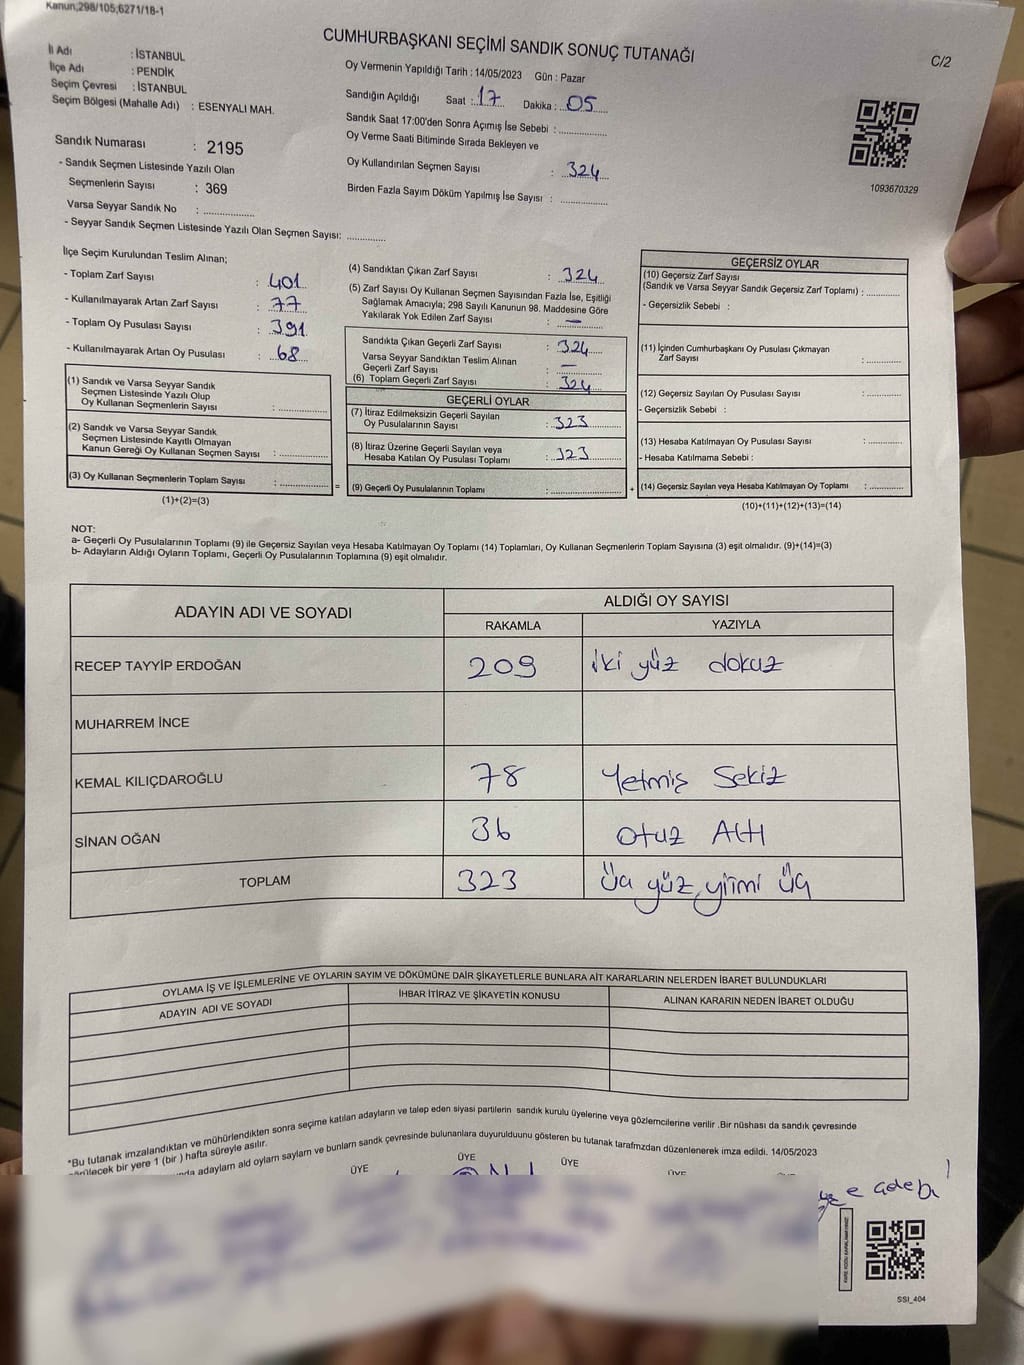 Kanun;298/105;6271/18-1
CUMHURBAŞKANI SEÇİMİ SANDIK SONUÇ TUTANAĞI
C/2
İl Adı : İSTANBUL
İlçe Adı : PENDİK
Seçim Çevresi : İSTANBUL
Seçim Bölgesi (Mahalle Adı) : ESENYALI MAH.
Oy Vermenin Yapıldığı Tarih : 14/05/2023 Gün : Pazar
Sandığın Açıldığı Saat : 17 Dakika : 05
Sandık Saat 17:00'den Sonra Açımış İse Sebebi :
Oy Verme Saati Bitiminde Sırada Bekleyen ve
Oy Kullandırılan Seçmen Sayısı : 324
Birden Fazla Sayım Döküm Yapılmış İse Sayısı :
1093670329
Sandık Numarası : 2195
- Sandık Seçmen Listesinde Yazılı Olan
Seçmenlerin Sayısı : 369
Varsa Seyyar Sandık No :
- Seyyar Sandık Seçmen Listesinde Yazılı Olan Seçmen Sayısı:
İlçe Seçim Kurulundan Teslim Alınan;
- Toplam Zarf Sayısı : 401
- Kullanılmayarak Artan Zarf Sayısı : 77
- Toplam Oy Pusulası Sayısı : 391
- Kullanılmayarak Artan Oy Pusulası : 68
(1) Sandık ve Varsa Seyyar Sandık
Seçmen Listesinde Yazılı Olup
Oy Kullanan Seçmenlerin Sayısı :
(2) Sandık ve Varsa Seyyar Sandık
Seçmen Listesinde Kayıtlı Olmayan
Kanun Gereği Oy Kullanan Seçmen Sayısı :
(3) Oy Kullanan Seçmenlerin Toplam Sayısı :
(1)+(2)=(3)
=
(4) Sandıktan Çıkan Zarf Sayısı : 324
(5) Zarf Sayısı Oy Kullanan Seçmen Sayısından Fazla İse, Eşitliği
Sağlamak Amacıyla; 298 Sayılı Kanunun 98. Maddesine Göre
Yakılarak Yok Edilen Zarf Sayısı : —
Sandıkta Çıkan Geçerli Zarf Sayısı : 324
Varsa Seyyar Sandıktan Teslim Alınan
Geçerli Zarf Sayısı : —
(6) Toplam Geçerli Zarf Sayısı : 324
GEÇERLİ OYLAR
(7) İtiraz Edilmeksizin Geçerli Sayılan
Oy Pusulalarının Sayısı : 323
(8) İtiraz Üzerine Geçerli Sayılan veya
Hesaba Katılan Oy Pusulası Toplamı : 323
(9) Geçerli Oy Pusulalarının Toplamı :
+
GEÇERSİZ OYLAR
(10) Geçersiz Zarf Sayısı
(Sandık ve Varsa Seyyar Sandık Geçersiz Zarf Toplamı) :
- Geçersizlik Sebebi :
(11) İçinden Cumhurbaşkanı Oy Pusulası Çıkmayan
Zarf Sayısı :
(12) Geçersiz Sayılan Oy Pusulası Sayısı :
- Geçersizlik Sebebi :
(13) Hesaba Katılmayan Oy Pusulası Sayısı :
- Hesaba Katılmama Sebebi :
(14) Geçersiz Sayılan veya Hesaba Katılmayan Oy Toplamı :
(10)+(11)+(12)+(13)=(14)
NOT:
a- Geçerli Oy Pusulalarının Toplamı (9) ile Geçersiz Sayılan veya Hesaba Katılmayan Oy Toplamı (14) Toplamları, Oy Kullanan Seçmenlerin Toplam Sayısına (3) eşit olmalıdır. (9)+(14)=(3)
b- Adayların Aldığı Oyların Toplamı, Geçerli Oy Pusulalarının Toplamına (9) eşit olmalıdır.
ADAYIN ADI VE SOYADI
ALDIĞI OY SAYISI
RAKAMLA YAZIYLA
RECEP TAYYİP ERDOĞAN 209 iki yüz dokuz
MUHARREM İNCE
KEMAL KILIÇDAROĞLU 78 Yetmiş Sekiz
SİNAN OĞAN 36 Otuz Altı
TOPLAM 323 Üç yüz yirmi Üç
OYLAMA İŞ VE İŞLEMLERİNE VE OYLARIN SAYIM VE DÖKÜMÜNE DAİR ŞİKAYETLERLE BUNLARA AİT KARARLARIN NELERDEN İBARET BULUNDUKLARI
ADAYIN ADI VE SOYADI İHBAR İTİRAZ VE ŞİKAYETİN KONUSU ALINAN KARARIN NEDEN İBARET OLDUĞU
*Bu tutanak imzalandıktan ve mühürlendikten sonra seçime katılan adayların ve talep eden siyasi partilerin sandık kurulu üyelerine veya gözlemcilerine verilir .Bir nüshası da sandık çevresinde
görülecek bir yere 1 (bir ) hafta süreyle asılır.
adayların ald oyların sayları ve bunların sandk çevresinde bulunanlara duyurulduunu gösteren bu tutanak tarafmzdan düzenlenerek imza edildi. 14/05/2023
ÜYE ÜYE ÜYE ÜYE
SSI_404